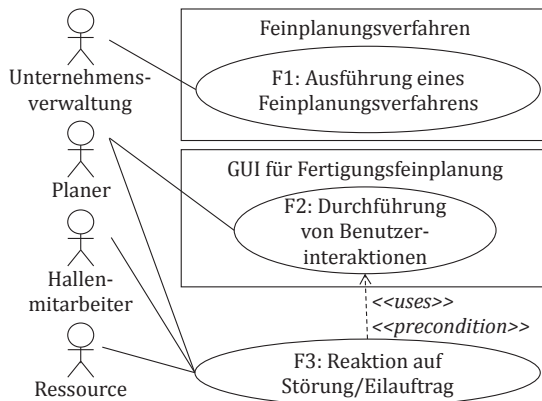 Feinplanungsverfahren
F1: Ausführung eines
Feinplanungsverfahrens
Unternehmens-
verwaltung
Planer
GUI für Fertigungsfeinplanung
F2: Durchführung
von Benutzer-
interaktionen
Hallen-
mitarbeiter
<<uses>>
<<precondition>>
Ressource
F3: Reaktion auf
Störung/Eilauftrag